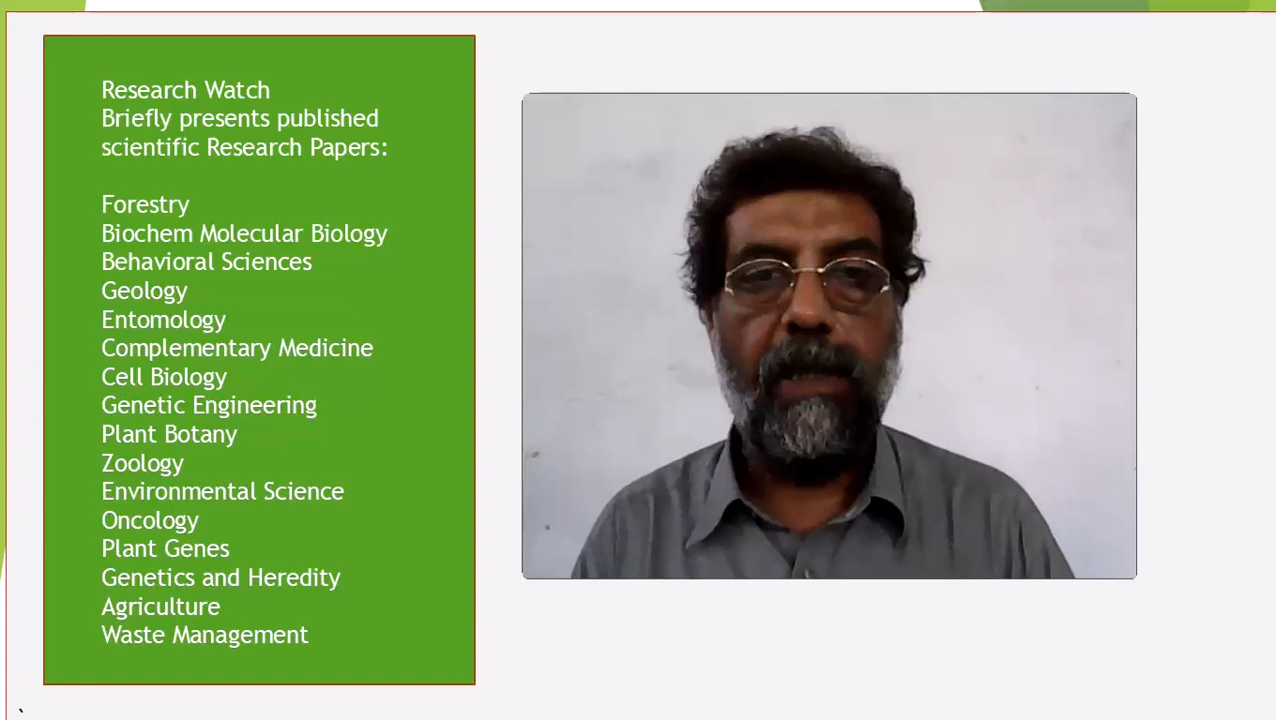 Research Watch
Briefly presents published
scientific Research Papers:
Forestry
Biochem Molecular Biology
Behavioral Sciences
Geology
Entomology
Complementary Medicine
Cell Biology
Genetic Engineering
Plant Botany
Zoology
Environmental Science
Oncology
Plant Genes
Genetics and Heredity
Agriculture
Waste Management
`